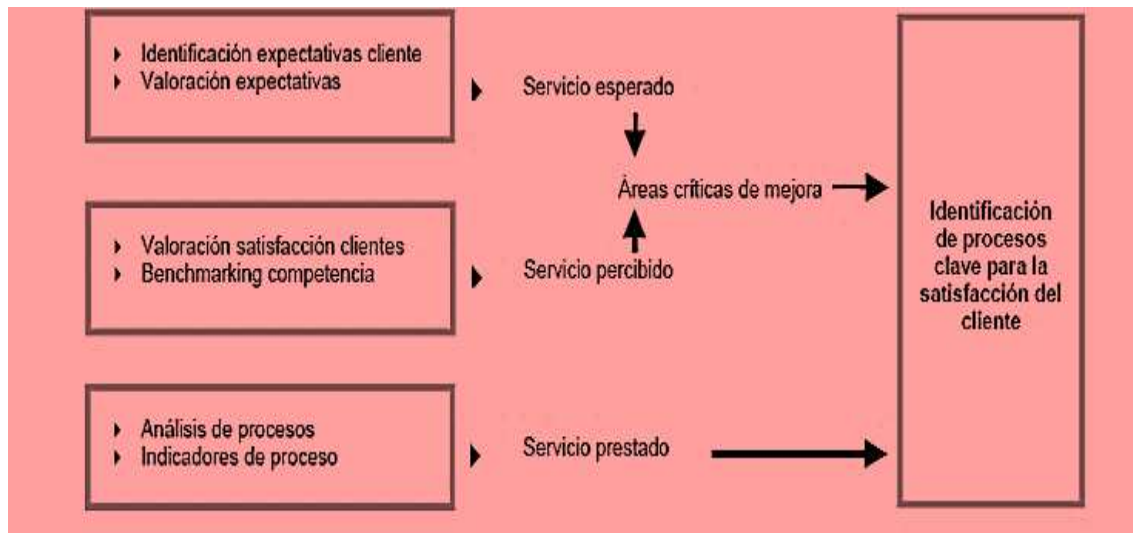 Identificación expectativas cliente
Valoración expectativas
Servicio esperado
Áreas críticas de mejora
Valoración satisfacción clientes
Benchmarking competencia
Servicio percibido
Análisis de procesos
Indicadores de proceso
Servicio prestado
Identificación
de procesos
clave para la
satisfacción del
cliente